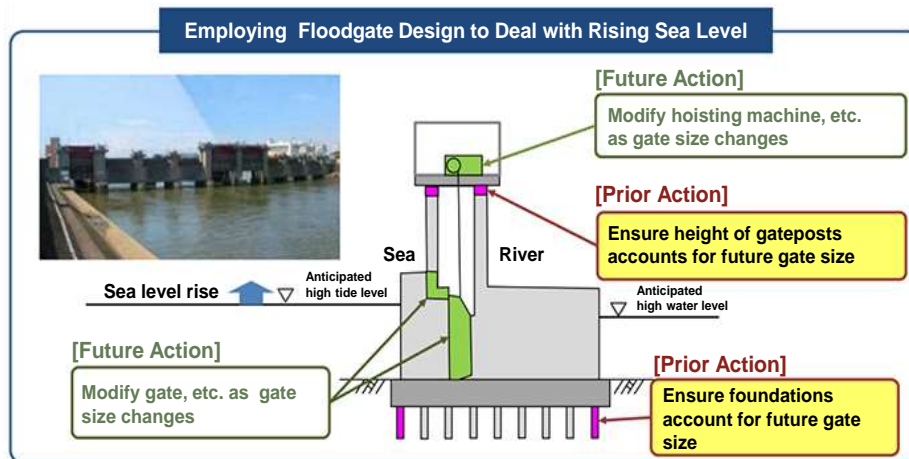 Employing Floodgate Design to Deal with Rising Sea Level
[Future Action]
Modify hoisting machine, etc.
as gate size changes
[Prior Action]
Ensure height of gateposts
accounts for future gate size
Sea
River
Sea level rise
Anticipated
high tide level
Anticipated
high water level
[Future Action]
Modify gate, etc. as gate
size changes
[Prior Action]
Ensure foundations
account for future gate
size